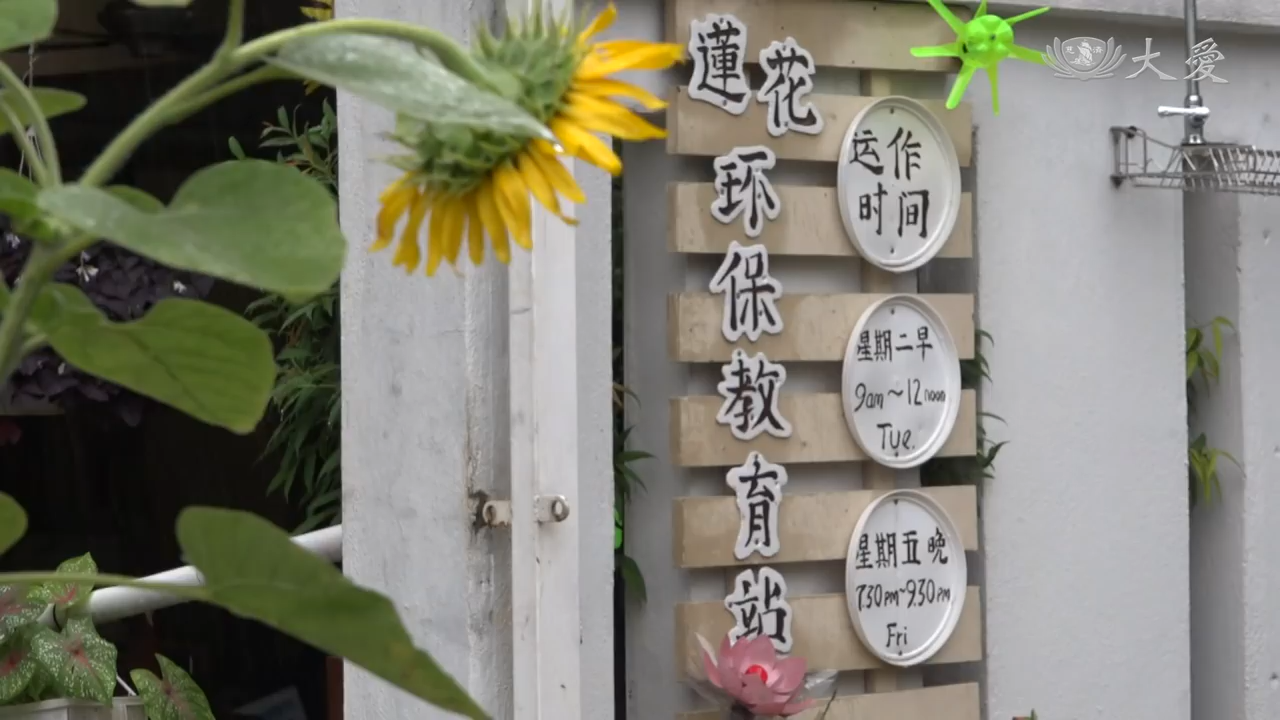 蓮花环保教育站
运作
时间
星期二早
9am~12noon
Tue.
星期五晚
7.30pm~9.30pm
Fri
大愛